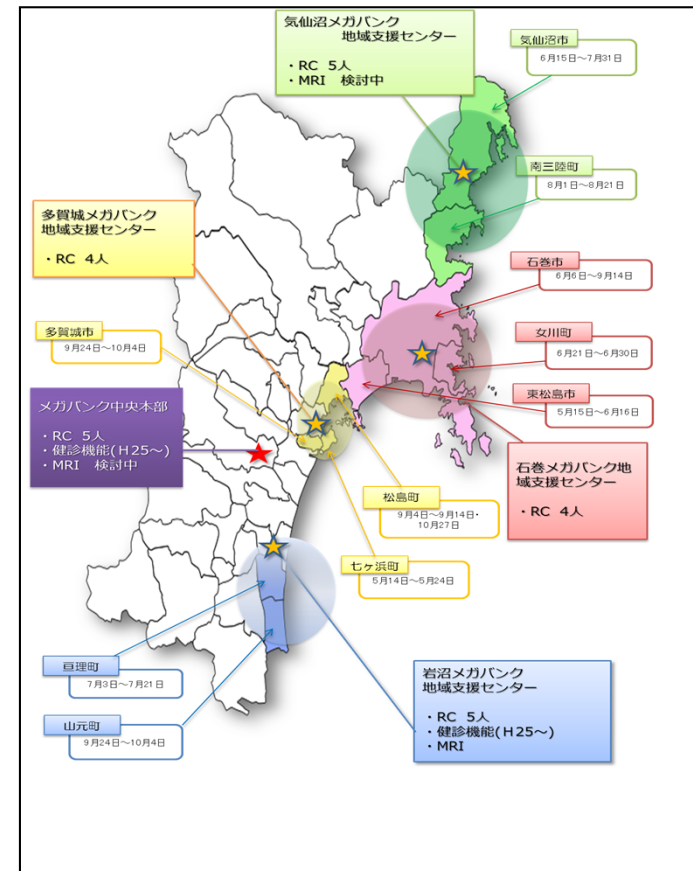 気仙沼メガバンク
地域支援センター
・RC 5人
・MRI 検討中
気仙沼市
6月15日～7月31日
南三陸町
8月1日～8月21日
多賀城メガバンク
地域支援センター
・RC 4人
石巻市
6月6日～9月14日
多賀城市
9月24日～10月4日
女川町
6月21日～6月30日
東松島市
5月15日～6月16日
メガバンク中央本部
・RC 5人
・健診機能(H25～)
・MRI 検討中
石巻メガバンク地
域支援センター
・RC 4人
松島町
9月4日～9月14日・
10月27日
七ヶ浜町
5月14日～5月24日
亘理町
7月3日～7月21日
岩沼メガバンク
地域支援センター
・RC 5人
・健診機能(H25～)
・MRI
山元町
9月24日～10月4日